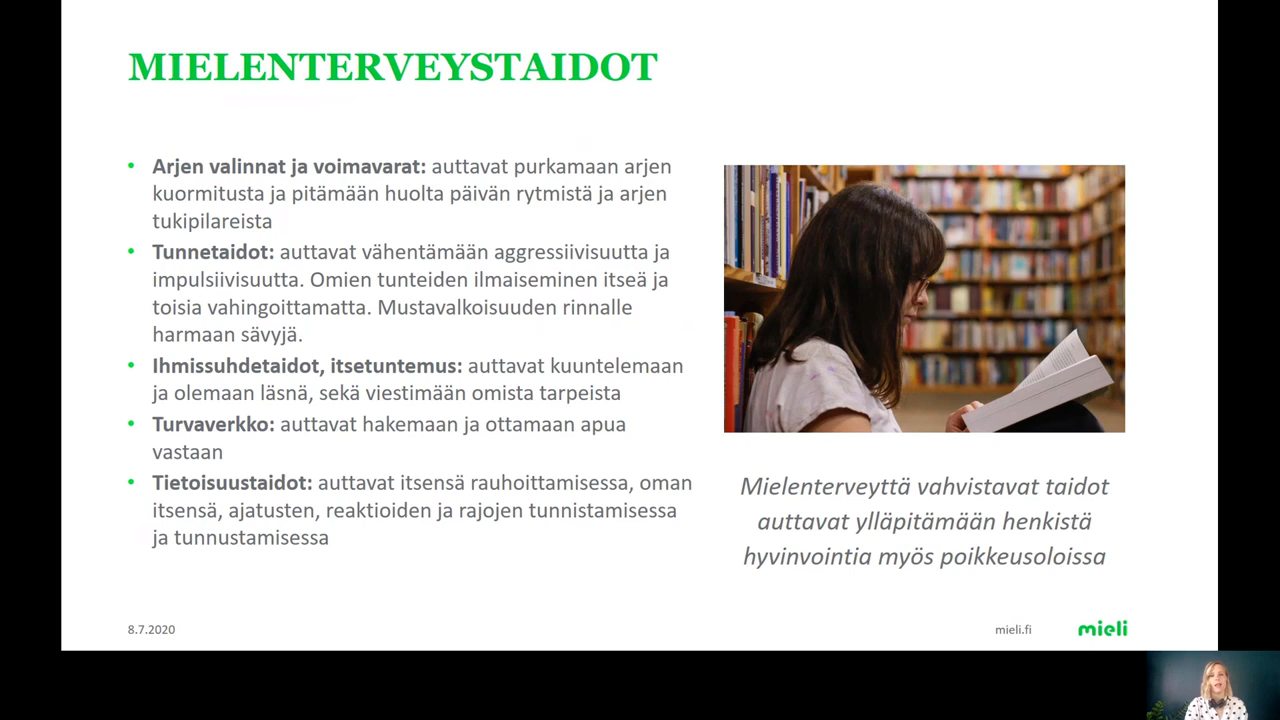 MIELENTERVEYSTAIDOT
• Arjen valinnat ja voimavarat: auttavat purkamaan arjen
kuormitusta ja pitämään huolta päivän rytmistä ja arjen
tukipilareista
• Tunnetaidot: auttavat vähentämään aggressiivisuutta ja
impulsiivisuutta. Omien tunteiden ilmaiseminen itseä ja
toisia vahingoittamatta. Mustavalkoisuuden rinnalle
harmaan sävyjä.
• Ihmissuhdetaidot, itsetuntemus: auttavat kuuntelemaan
ja olemaan läsnä, sekä viestimään omista tarpeista
• Turvaverkko: auttavat hakemaan ja ottamaan apua
vastaan
• Tietoisuustaidot: auttavat itsensä rauhoittamisessa, oman
itsensä, ajatusten, reaktioiden ja rajojen tunnistamisessa
ja tunnustamisessa
Mielenterveyttä vahvistavat taidot
auttavat ylläpitämään henkistä
hyvinvointia myös poikkeusoloissa
8.7.2020
mieli.fi
mieli